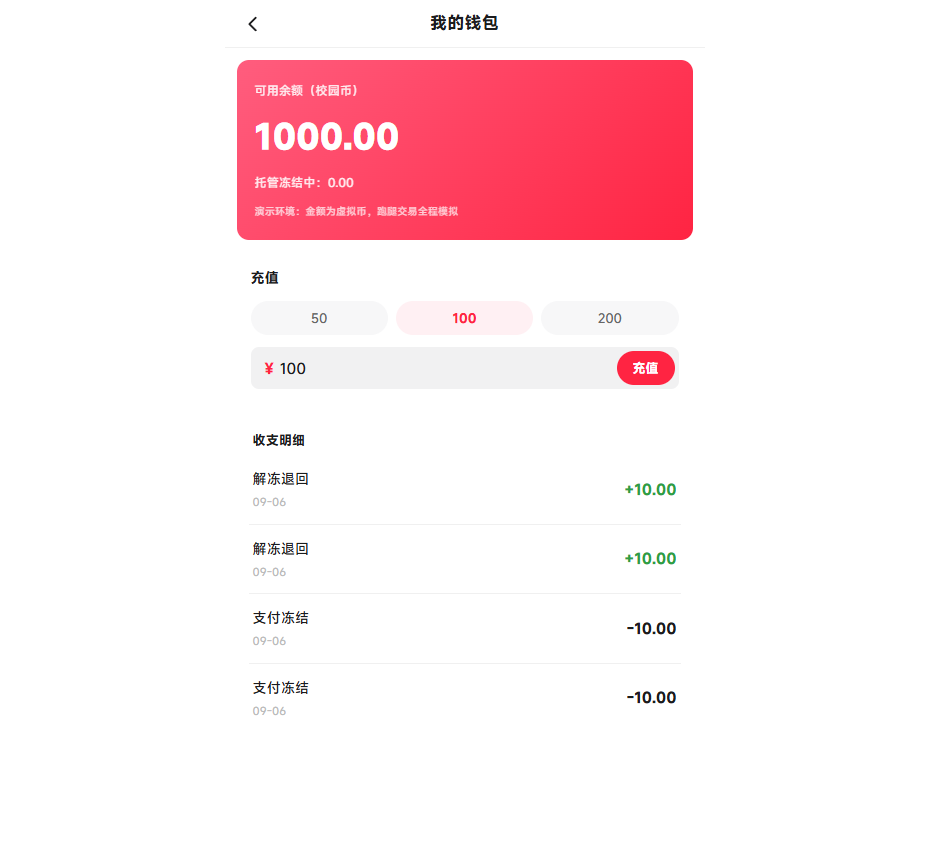 我的钱包
可用余额（校园币）
1000.00
托管冻结中：0.00
演示环境：金额为虚拟币，跑腿交易全程模拟
充值
50 100 200
¥ 100 充值
收支明细
解冻退回
+10.00
09-06
解冻退回
+10.00
09-06
支付冻结
-10.00
09-06
支付冻结
-10.00
09-06